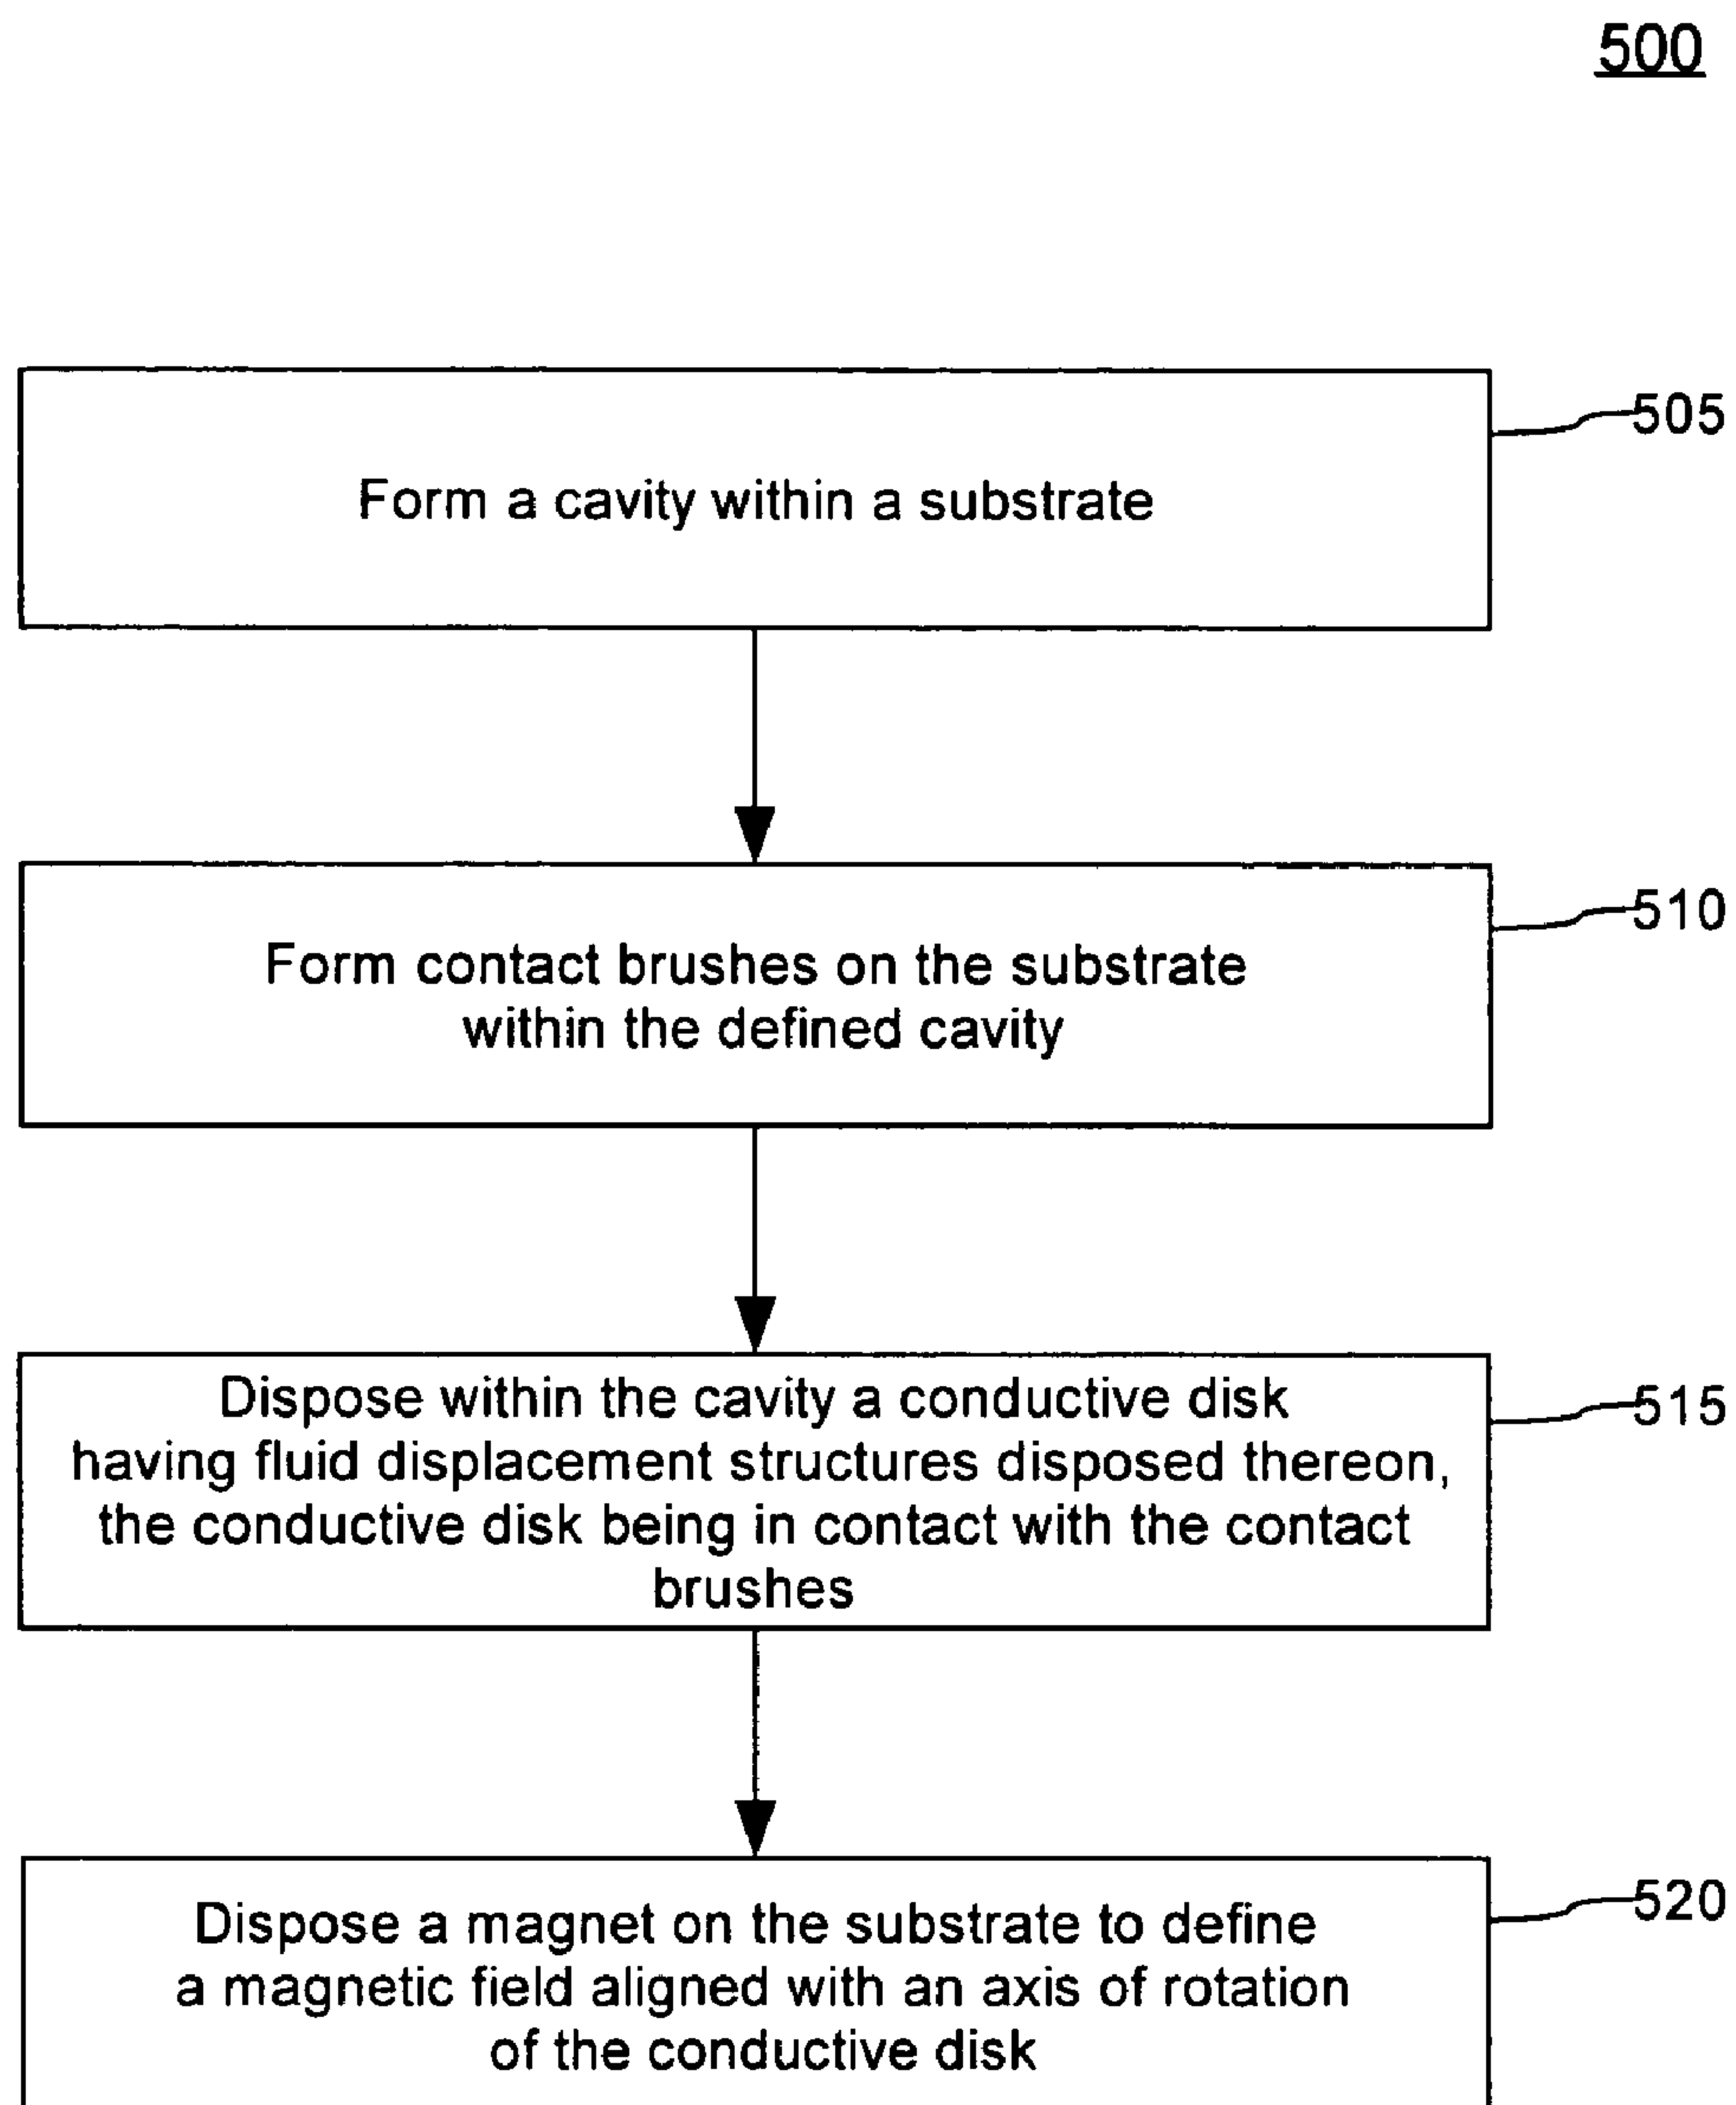 500
Form a cavity within a substrate
505
Form contact brushes on the substrate
within the defined cavity
510
Dispose within the cavity a conductive disk
having fluid displacement structures disposed thereon,
the conductive disk being in contact with the contact
brushes
515
Dispose a magnet on the substrate to define
a magnetic field aligned with an axis of rotation
of the conductive disk
520